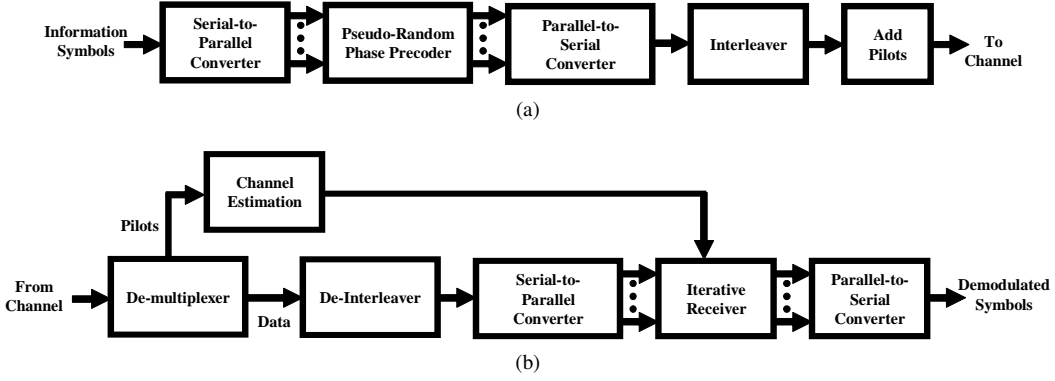 Information
Symbols
Serial-to-
Parallel
Converter
Pseudo-Random
Phase Precoder
Parallel-to-
Serial
Converter
Interleaver
Add
Pilots
To
Channel
(a)
Channel
Estimation
Pilots
From
Channel
De-multiplexer
Data
De-Interleaver
Serial-to-
Parallel
Converter
Iterative
Receiver
Parallel-to-
Serial
Converter
Demodulated
Symbols
(b)